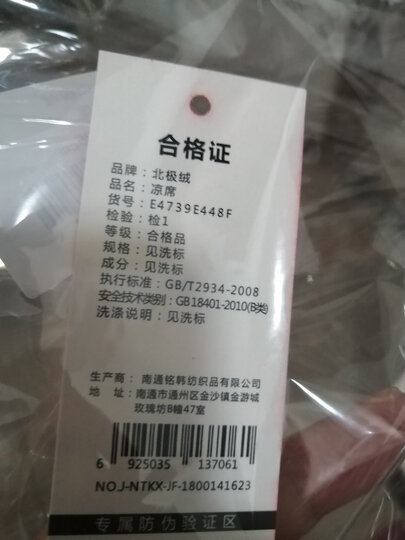 合格证
品牌：北极绒
品名：凉席
货号：E4739E448F
检验：检1
等级：合格品
规格：见洗标
成分：见洗标
执行标准：GB/T2934-2008
安全技术类别：GB 18401-2010(B类)
洗涤说明：见洗标
生产商：南通铭韩纺织品有限公司
地 址：南通市通州区金沙镇金游城
玫瑰坊B幢47室
6 925035 137061
NO.J-NTKX-JF-1800141623
专属防伪验证区